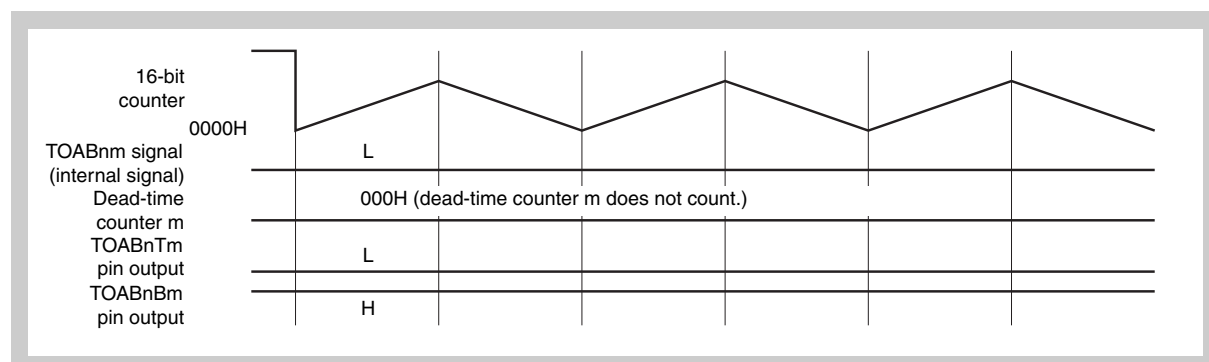 16-bit
counter
0000H
TOABnm signal
(internal signal)
L
Dead-time
counter m
000H (dead-time counter m does not count.)
TOABnTm
pin output
L
TOABnBm
pin output
H